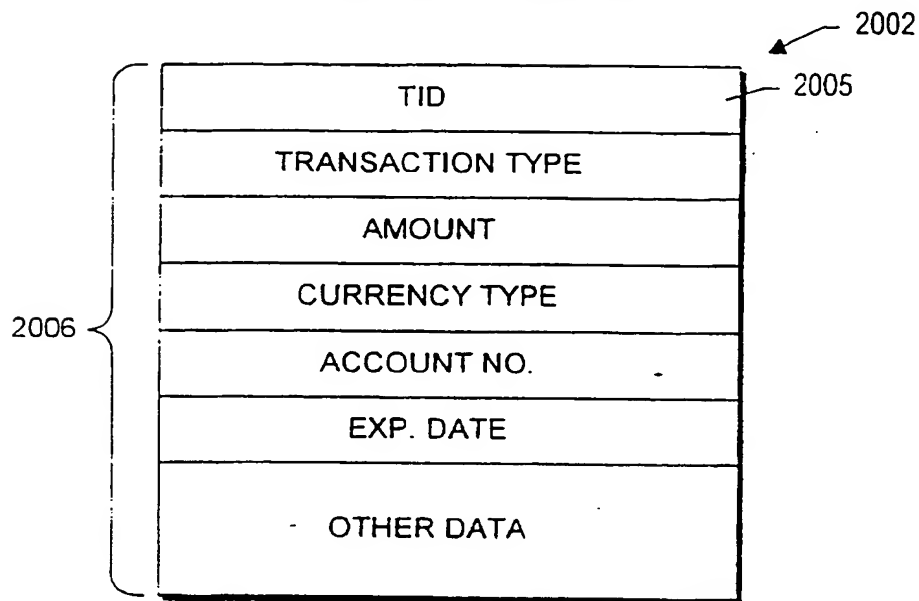 2002
TID
2005
TRANSACTION TYPE
AMOUNT
CURRENCY TYPE
2006
ACCOUNT NO.
EXP. DATE
OTHER DATA